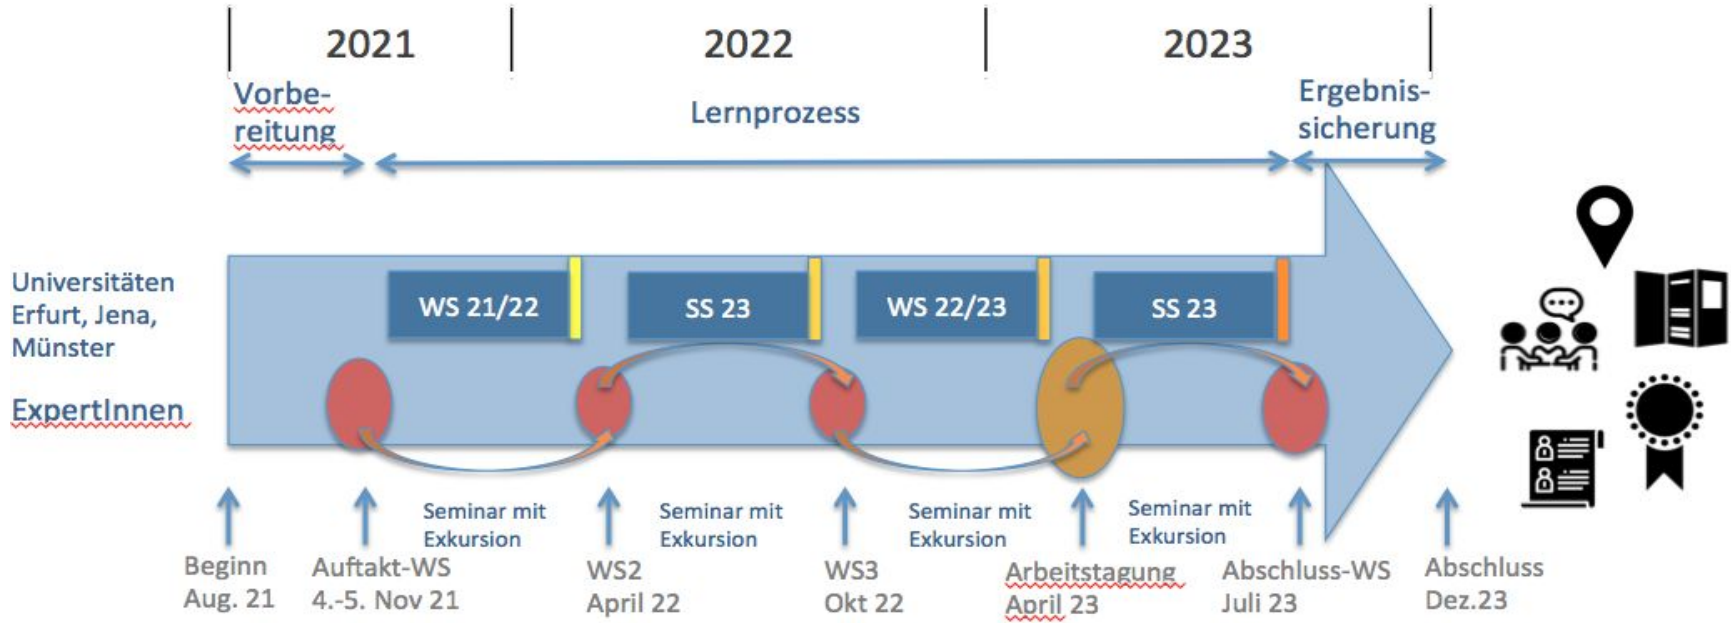 2021
2022
2023
Vorbe-
reitung
Lernprozess
Ergebnis-
sicherung
Universitäten
Erfurt, Jena,
Münster
ExpertInnen
WS 21/22
SS 23
WS 22/23
SS 23
Seminar mit
Exkursion
Seminar mit
Exkursion
Seminar mit
Exkursion
Seminar mit
Exkursion
Beginn
Aug. 21
Auftakt-WS
4.-5. Nov 21
WS2
April 22
WS3
Okt 22
Arbeitstagung
April 23
Abschluss-WS
Juli 23
Abschluss
Dez.23